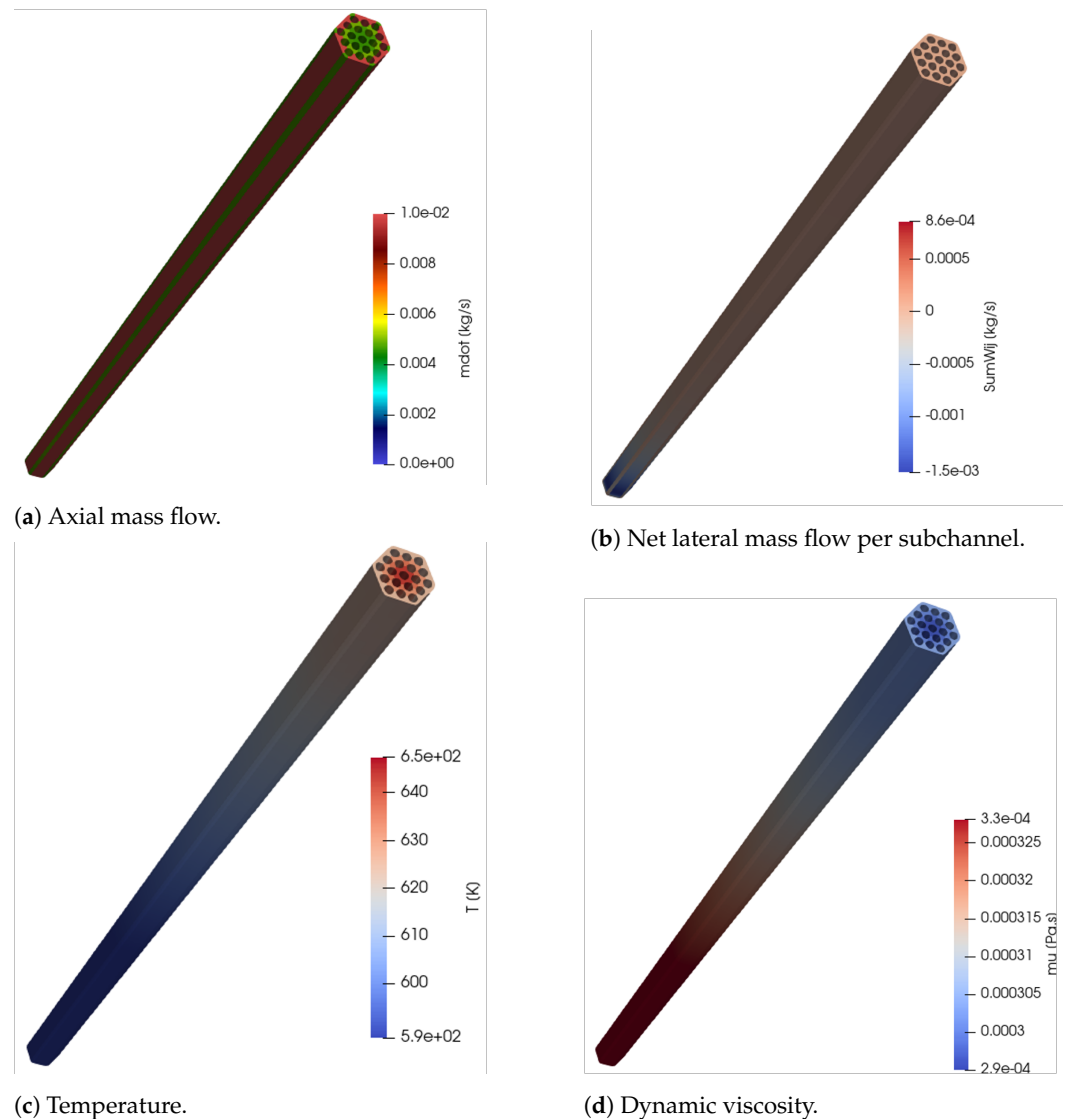 1.0e-02
0.008
0.006
0.004
0.002
0.0e+00
mdot (kg/s)
(a) Axial mass flow.
8.6e-04
0.0005
0
-0.0005
-0.001
-1.5e-03
SumWij (kg/s)
(b) Net lateral mass flow per subchannel.
6.5e+02
640
630
620
610
600
5.9e+02
T (K)
(c) Temperature.
3.3e-04
0.000325
0.00032
0.000315
0.00031
0.000305
0.0003
2.9e-04
mu (Pa.s)
(d) Dynamic viscosity.